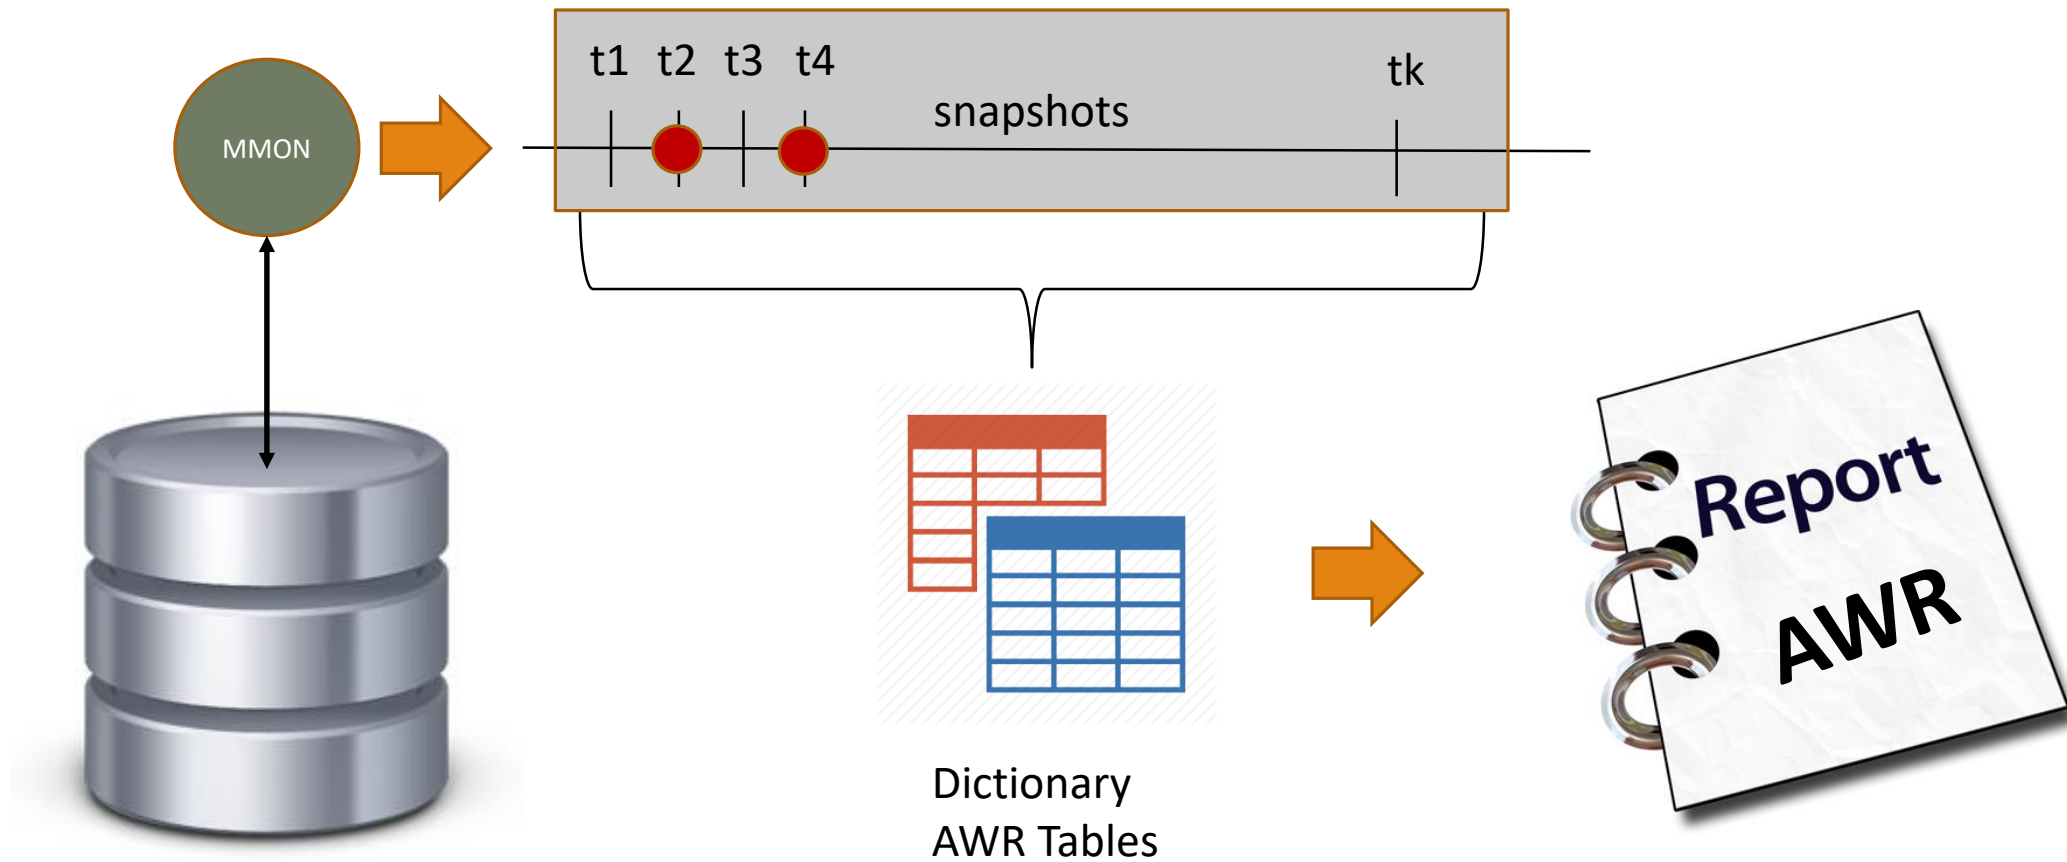 MMON
t1 t2 t3 t4
tk
snapshots
Dictionary
AWR Tables
Report
AWR